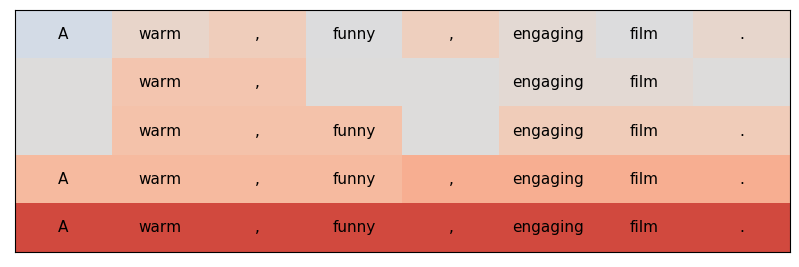 A warm , funny , engaging film .
warm , engaging film
warm , funny engaging film .
A warm , funny , engaging film .
A warm , funny , engaging film .